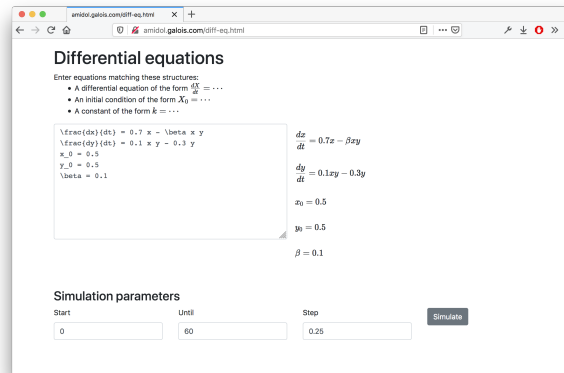 amidol.galois.com/diff-eq.html
amidol.galois.com/diff-eq.html
Differential equations
Enter equations matching these structures:
• A differential equation of the form \frac{dX}{dt} = ⋯
• An initial condition of the form X_0 = ⋯
• A constant of the form k = ⋯
\frac{dx}{dt} = 0.7 x - \beta x y
\frac{dy}{dt} = 0.1 x y - 0.3 y
x_0 = 0.5
y_0 = 0.5
\beta = 0.1
dx/dt = 0.7x − βxy
dy/dt = 0.1xy − 0.3y
x₀ = 0.5
y₀ = 0.5
β = 0.1
Simulation parameters
Start
Until
Step
Simulate
0
60
0.25